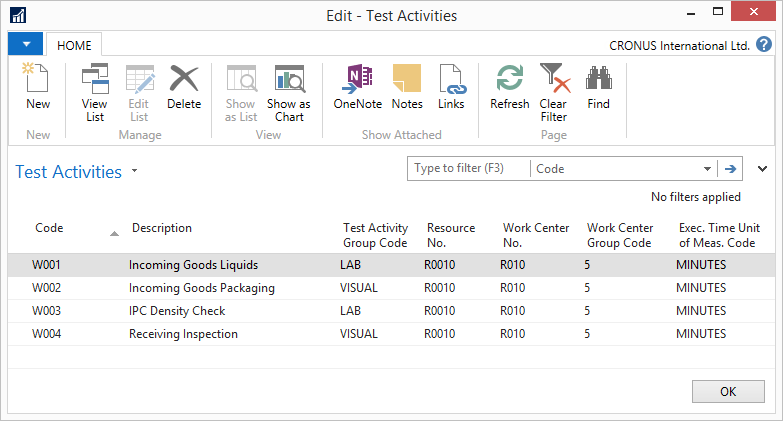 Edit - Test Activities
HOME
CRONUS International Ltd.
New
View List
Edit List
Delete
Show as List
Show as Chart
OneNote
Notes
Links
Refresh
Clear Filter
Find
New
Manage
View
Show Attached
Page
Test Activities
Type to filter (F3)
Code
No filters applied
Code
Description
Test Activity Group Code
Resource No.
Work Center No.
Work Center Group Code
Exec. Time Unit of Meas. Code
W001 Incoming Goods Liquids LAB R0010 R010 5 MINUTES
W002 Incoming Goods Packaging VISUAL R0010 R010 5 MINUTES
W003 IPC Density Check LAB R0010 R010 5 MINUTES
W004 Receiving Inspection VISUAL R0010 R010 5 MINUTES
OK